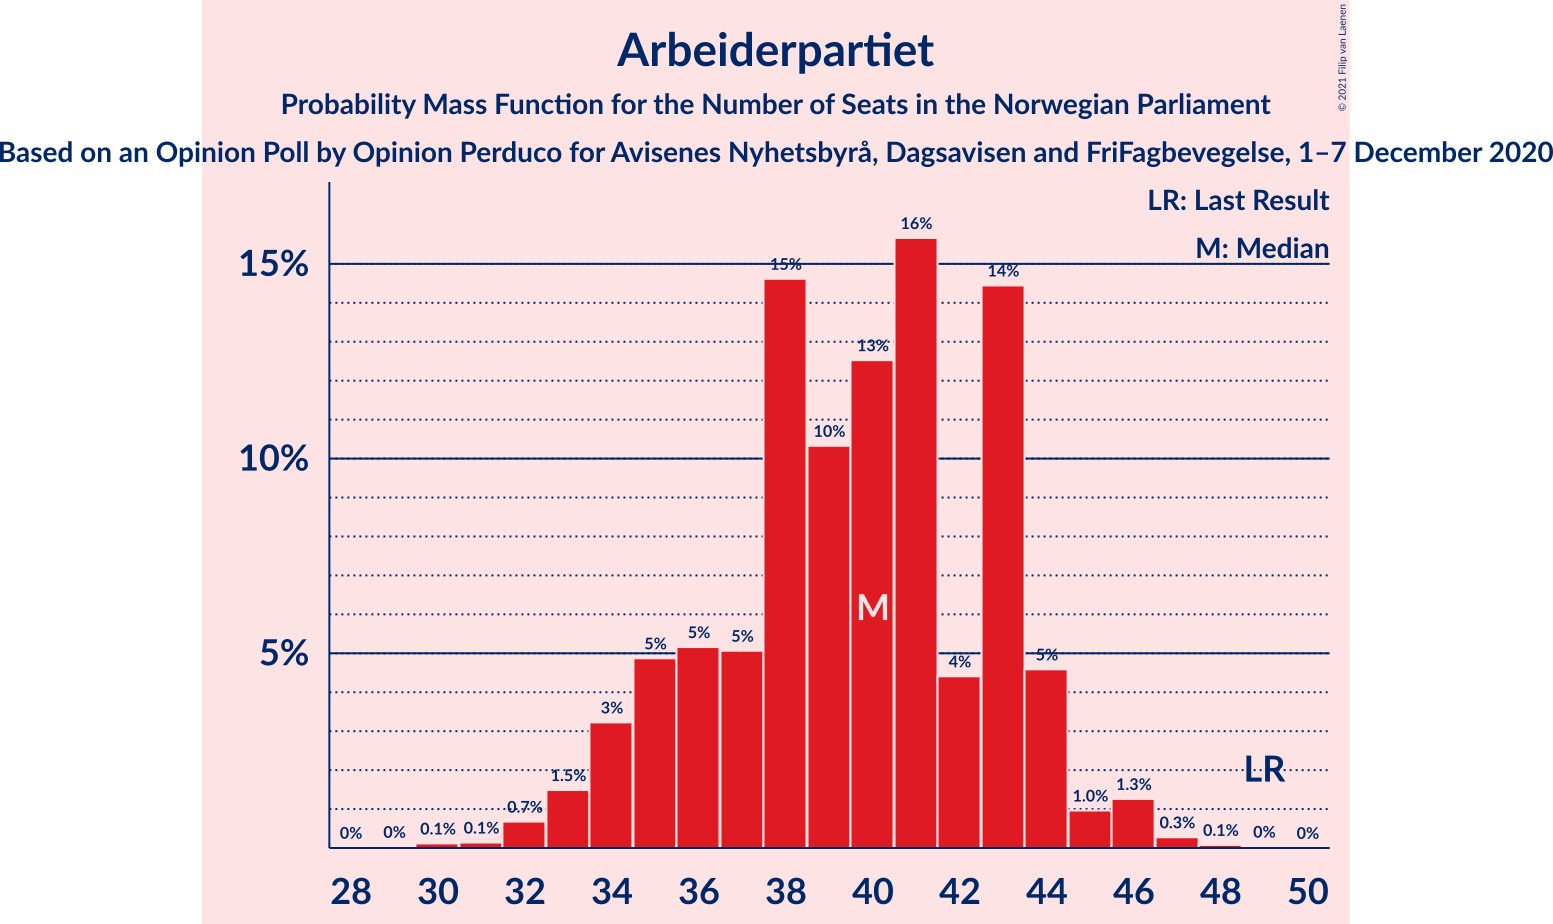 Arbeiderpartiet
Probability Mass Function for the Number of Seats in the Norwegian Parliament
Based on an Opinion Poll by Opinion Perduco for Avisenes Nyhetsbyrå, Dagsavisen and FriFagbevegelse, 1–7 December 2020
© 2021 Filip van Laenen
LR: Last Result
M: Median
15%
10%
5%
0%
0%
0.1%
0.1%
0.7%
1.5%
3%
5%
5%
5%
15%
10%
13%
16%
4%
14%
5%
1.0%
1.3%
0.3%
0.1%
0%
0%
M
LR
28 30 32 34 36 38 40 42 44 46 48 50